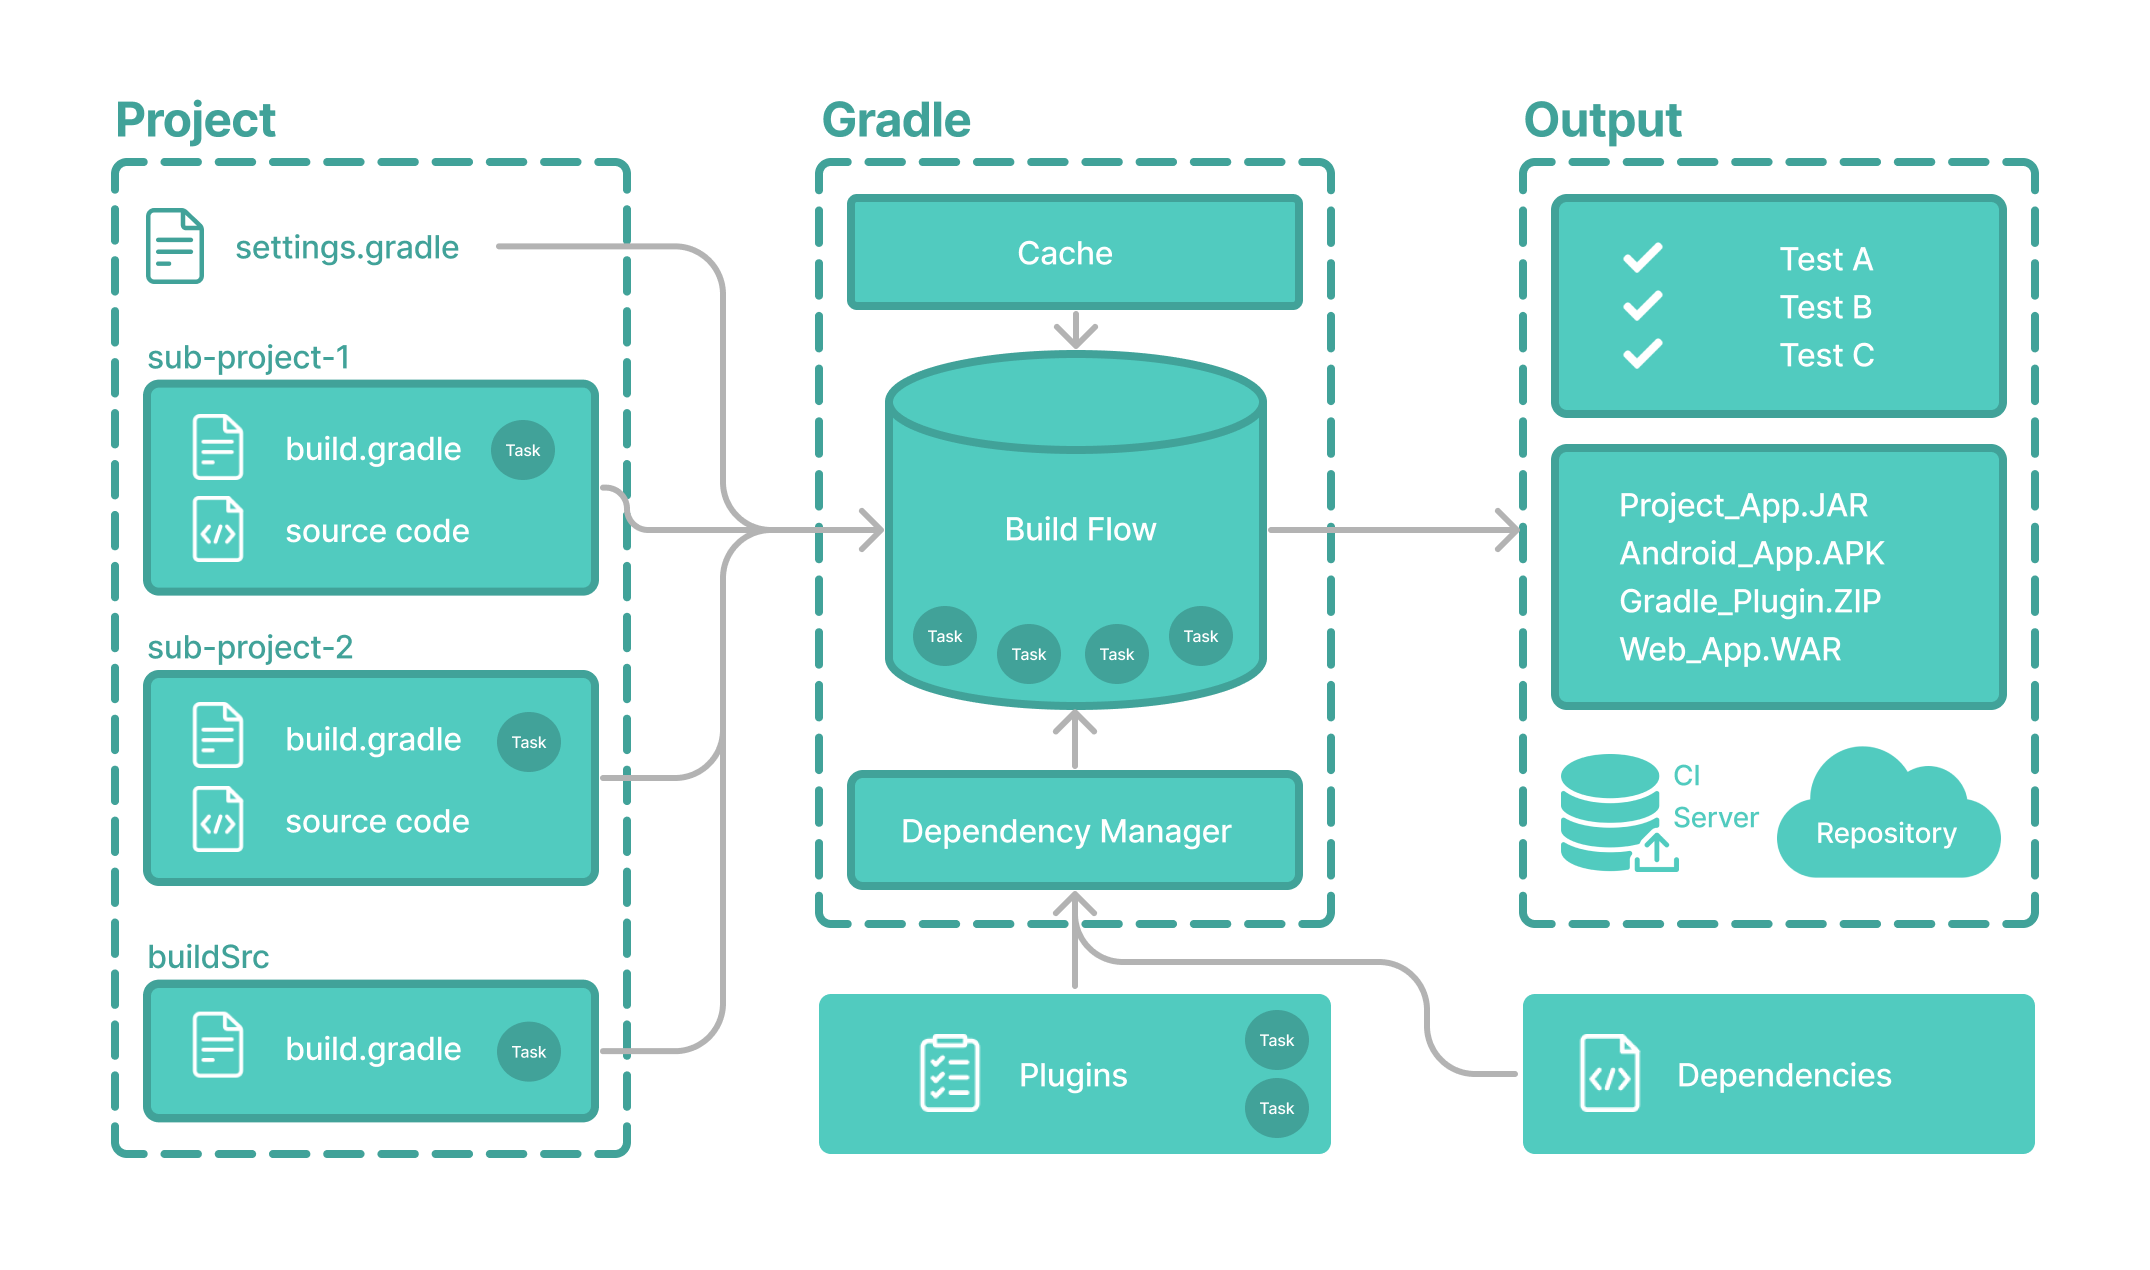 Project
settings.gradle
sub-project-1
build.gradle
Task
source code
sub-project-2
build.gradle
Task
source code
buildSrc
build.gradle
Task
Gradle
Cache
Build Flow
Task
Task
Task
Task
Dependency Manager
Plugins
Task
Task
Output
Test A
Test B
Test C
Project_App.JAR
Android_App.APK
Gradle_Plugin.ZIP
Web_App.WAR
CI
Server
Repository
Dependencies